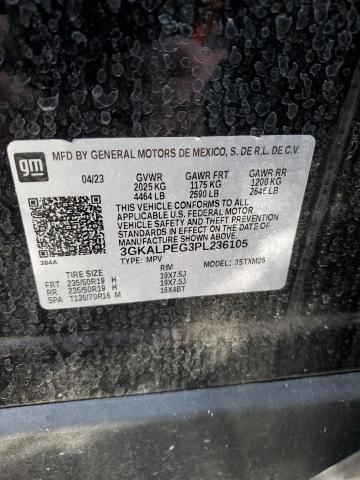 gm MFD BY GENERAL MOTORS DE MEXICO, S. DE R.L. DE C.V.
04/23 GVWR GAWR FRT GAWR RR
2025 KG 1175 KG 1200 KG
4464 LB 2590 LB 2645 LB
THIS VEHICLE CONFORMS TO ALL
APPLICABLE U.S. FEDERAL MOTOR
VEHICLE SAFETY AND THEFT PREVENTION
STANDARDS IN EFFECT ON THE DATE OF
MANUFACTURE SHOWN ABOVE.
3GKALPEG3PL236105
384A TYPE: MPV MODEL: 3STXM26
TIRE SIZE RIM
FRT 235/50R19 H 19X7.5J
RR 235/50R19 H 19X7.5J
SPA T135/70R16 M 16X4BT